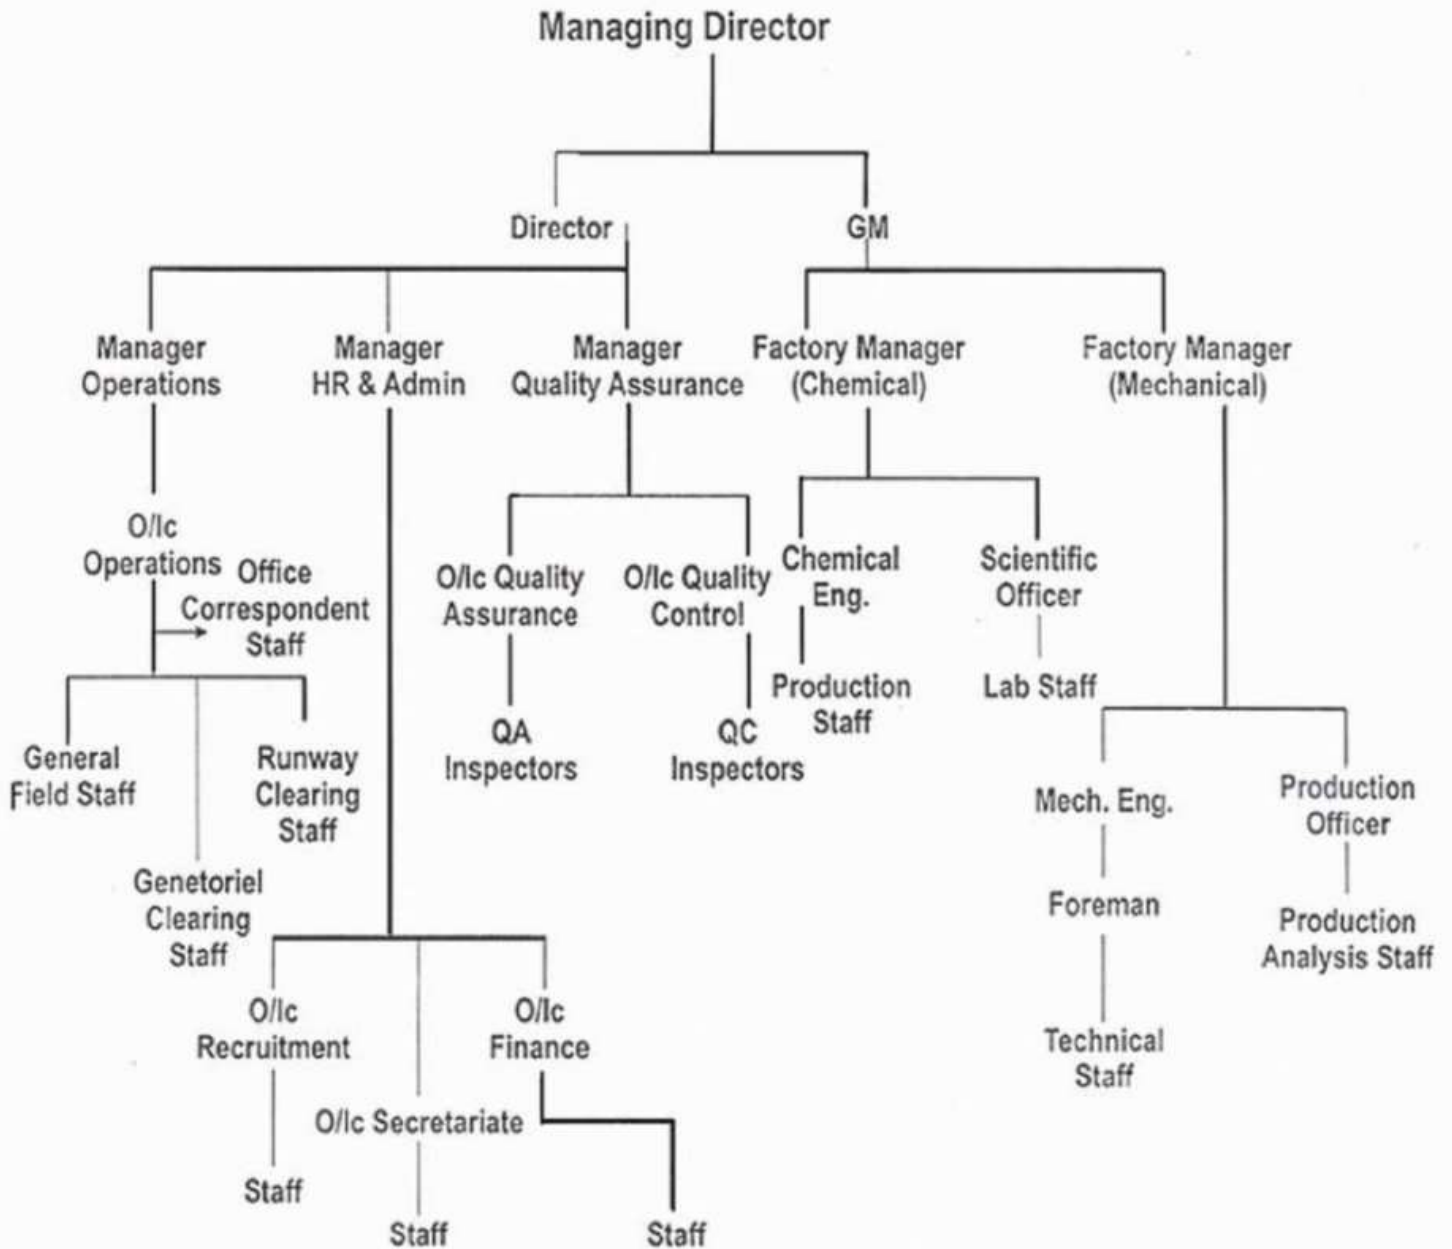 Managing Director
Director
GM
Manager
Operations
Manager
HR & Admin
Manager
Quality Assurance
Factory Manager
(Chemical)
Factory Manager
(Mechanical)
O/Ic
Operations
Office
Correspondent
Staff
O/Ic Quality
Assurance
O/Ic Quality
Control
Chemical
Eng.
Scientific
Officer
Production
Staff
Lab Staff
General
Field Staff
Runway
Clearing
Staff
QA
Inspectors
QC
Inspectors
Mech. Eng.
Production
Officer
Genetoriel
Clearing
Staff
Foreman
Production
Analysis Staff
O/Ic
Recruitment
O/Ic
Finance
Technical
Staff
O/Ic Secretariate
Staff
Staff
Staff